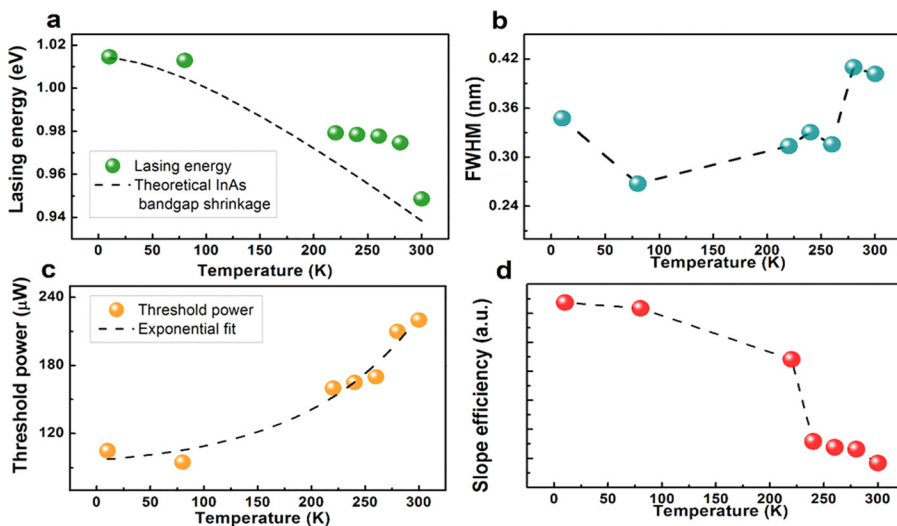 a
1.02
1.00
0.98
0.96
0.94
Lasing energy (eV)
Lasing energy
Theoretical InAs
bandgap shrinkage
0 50 100 150 200 250 300
Temperature (K)
b
0.42
0.36
0.30
0.24
FWHM (nm)
0 50 100 150 200 250 300
Temperature (K)
c
240
180
120
Threshold power (μW)
Threshold power
Exponential fit
0 50 100 150 200 250 300
Temperature (K)
d
Slope efficiency (a.u.)
0 50 100 150 200 250 300
Temperature (K)